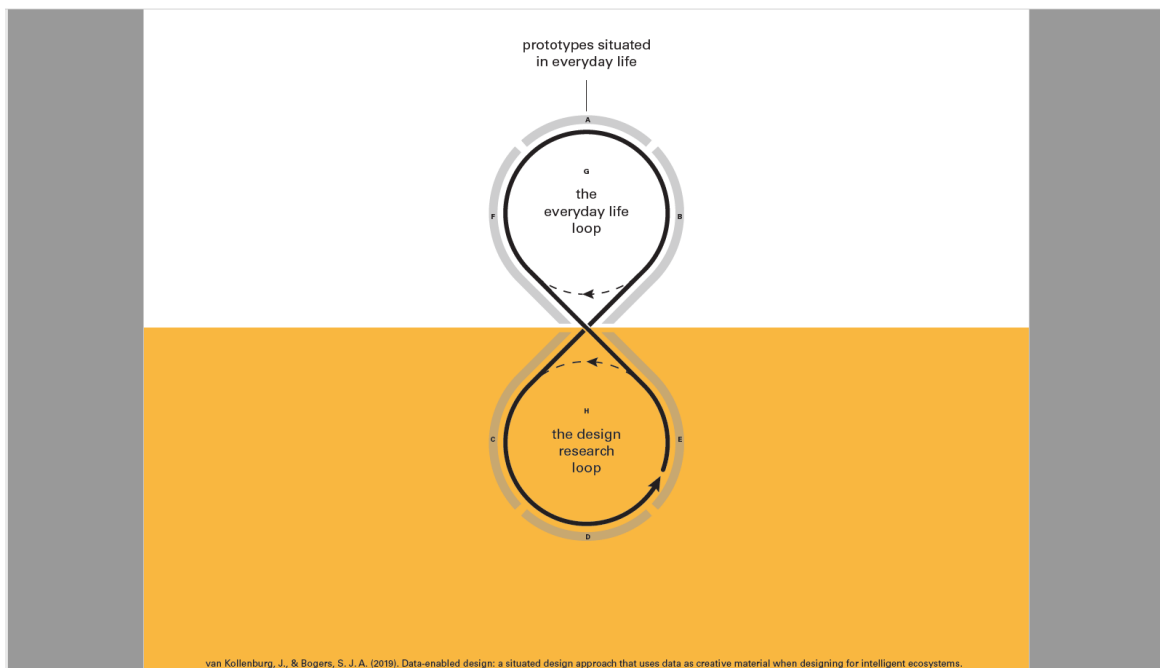 prototypes situated
in everyday life
A
G
the
everyday life
loop
F
B
H
the design
research
loop
C
E
D
van Kollenburg, J., & Bogers, S. J. A. (2019). Data-enabled design: a situated design approach that uses data as creative material when designing for intelligent ecosystems.